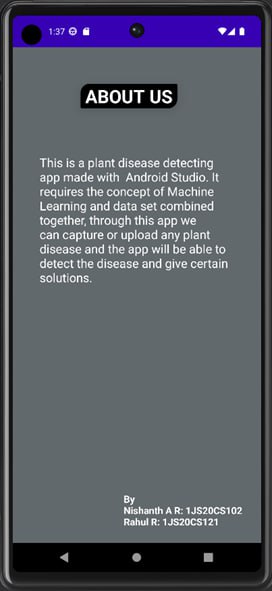 1:37
ABOUT US
This is a plant disease detecting
app made with  Android Studio. It
requires the concept of Machine
Learning and data set combined
together, through this app we
can capture or upload any plant
disease and the app will be able to
detect the disease and give certain
solutions.
By
Nishanth A R: 1JS20CS102
Rahul R: 1JS20CS121